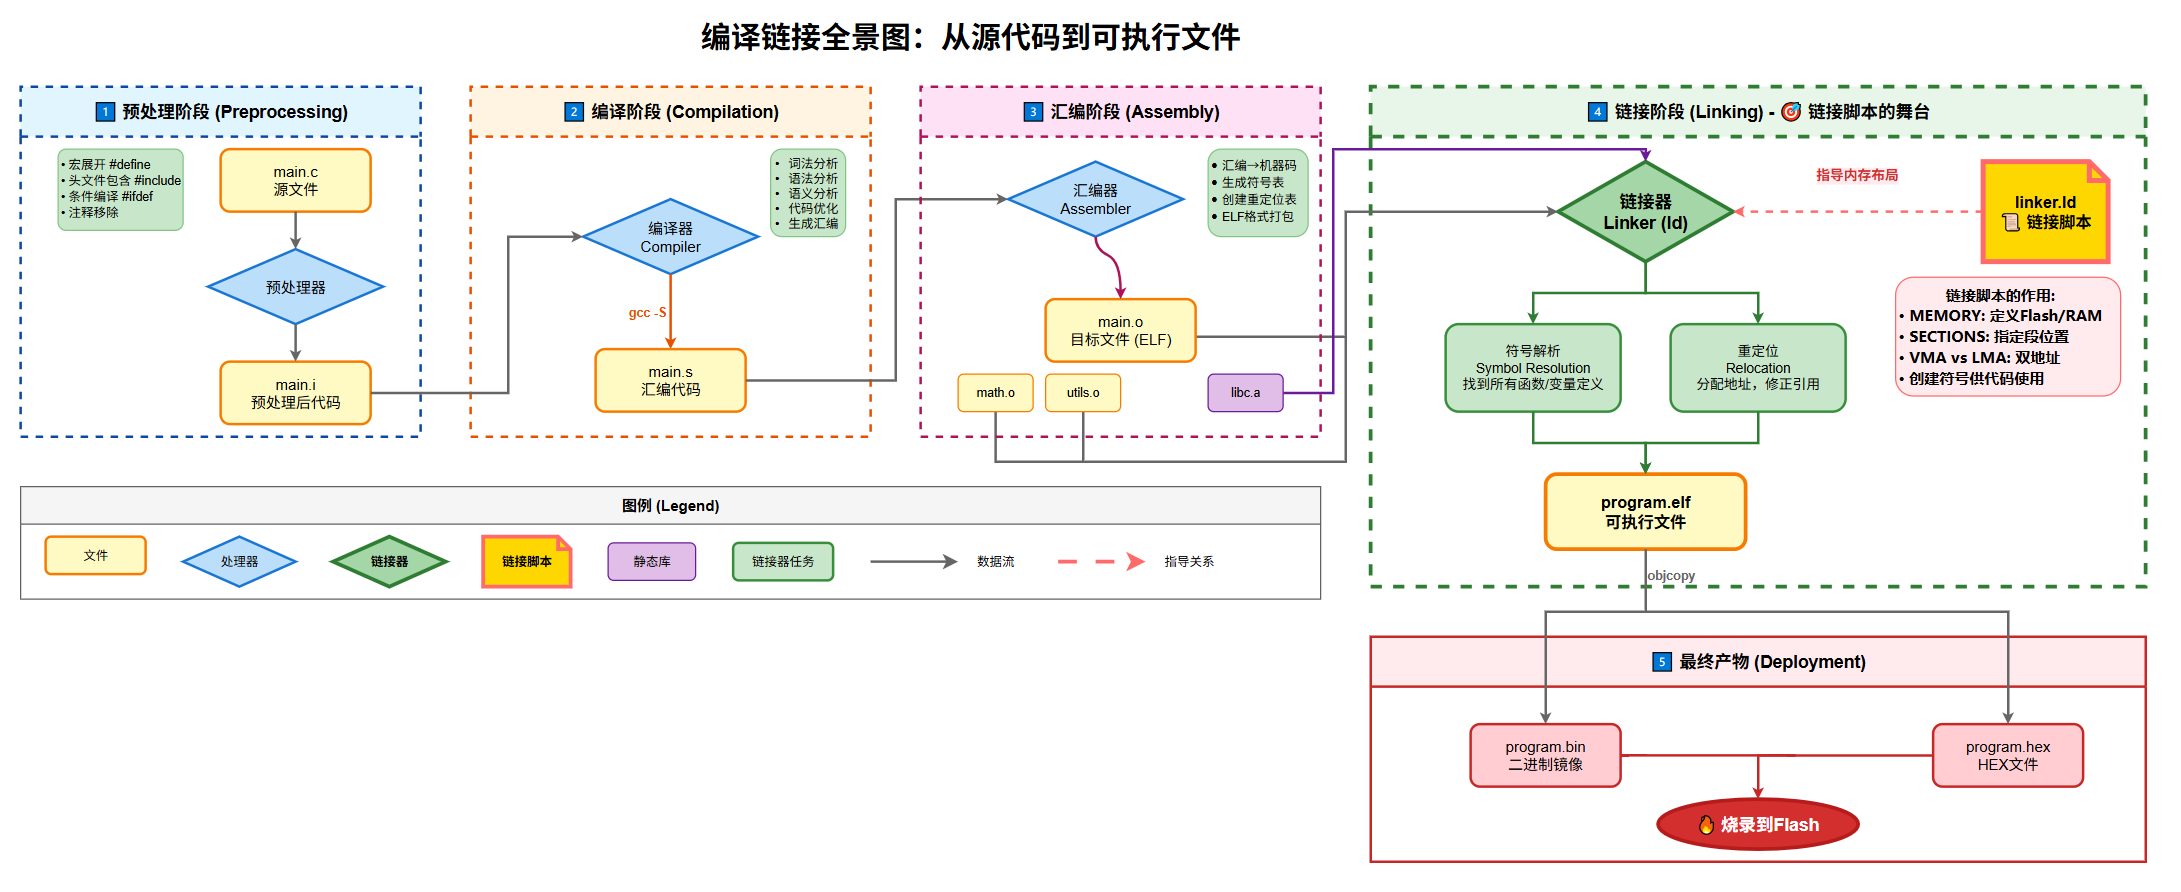 编译链接全景图：从源代码到可执行文件
1 预处理阶段 (Preprocessing)
• 宏展开 #define
• 头文件包含 #include
• 条件编译 #ifdef
• 注释移除
main.c
源文件
预处理器
main.i
预处理后代码
2 编译阶段 (Compilation)
• 词法分析
• 语法分析
• 语义分析
• 代码优化
• 生成汇编
编译器
Compiler
gcc -S
main.s
汇编代码
3 汇编阶段 (Assembly)
• 汇编→机器码
• 生成符号表
• 创建重定位表
• ELF格式打包
汇编器
Assembler
main.o
目标文件 (ELF)
math.o
utils.o
libc.a
4 链接阶段 (Linking) - 🎯 链接脚本的舞台
链接器
Linker (ld)
指导内存布局
linker.ld
📜 链接脚本
链接脚本的作用:
• MEMORY: 定义Flash/RAM
• SECTIONS: 指定段位置
• VMA vs LMA: 双地址
• 创建符号供代码使用
符号解析
Symbol Resolution
找到所有函数/变量定义
重定位
Relocation
分配地址，修正引用
program.elf
可执行文件
objcopy
图例 (Legend)
文件
处理器
链接器
链接脚本
静态库
链接器任务
数据流
指导关系
5 最终产物 (Deployment)
program.bin
二进制镜像
program.hex
HEX文件
🔥 烧录到Flash